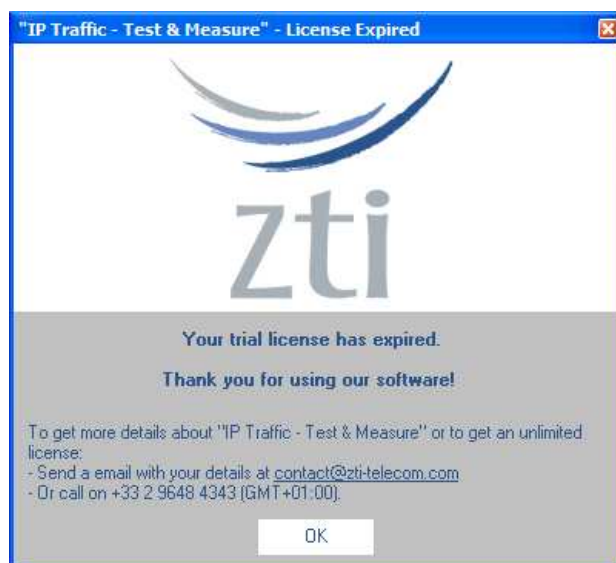 "IP Traffic - Test & Measure" - License Expired
zti
Your trial license has expired.
Thank you for using our software!
To get more details about "IP Traffic - Test & Measure" or to get an unlimited
license:
- Send a email with your details at contact@zti-telecom.com
- Or call on +33 2 9648 4343 (GMT+01:00).
OK